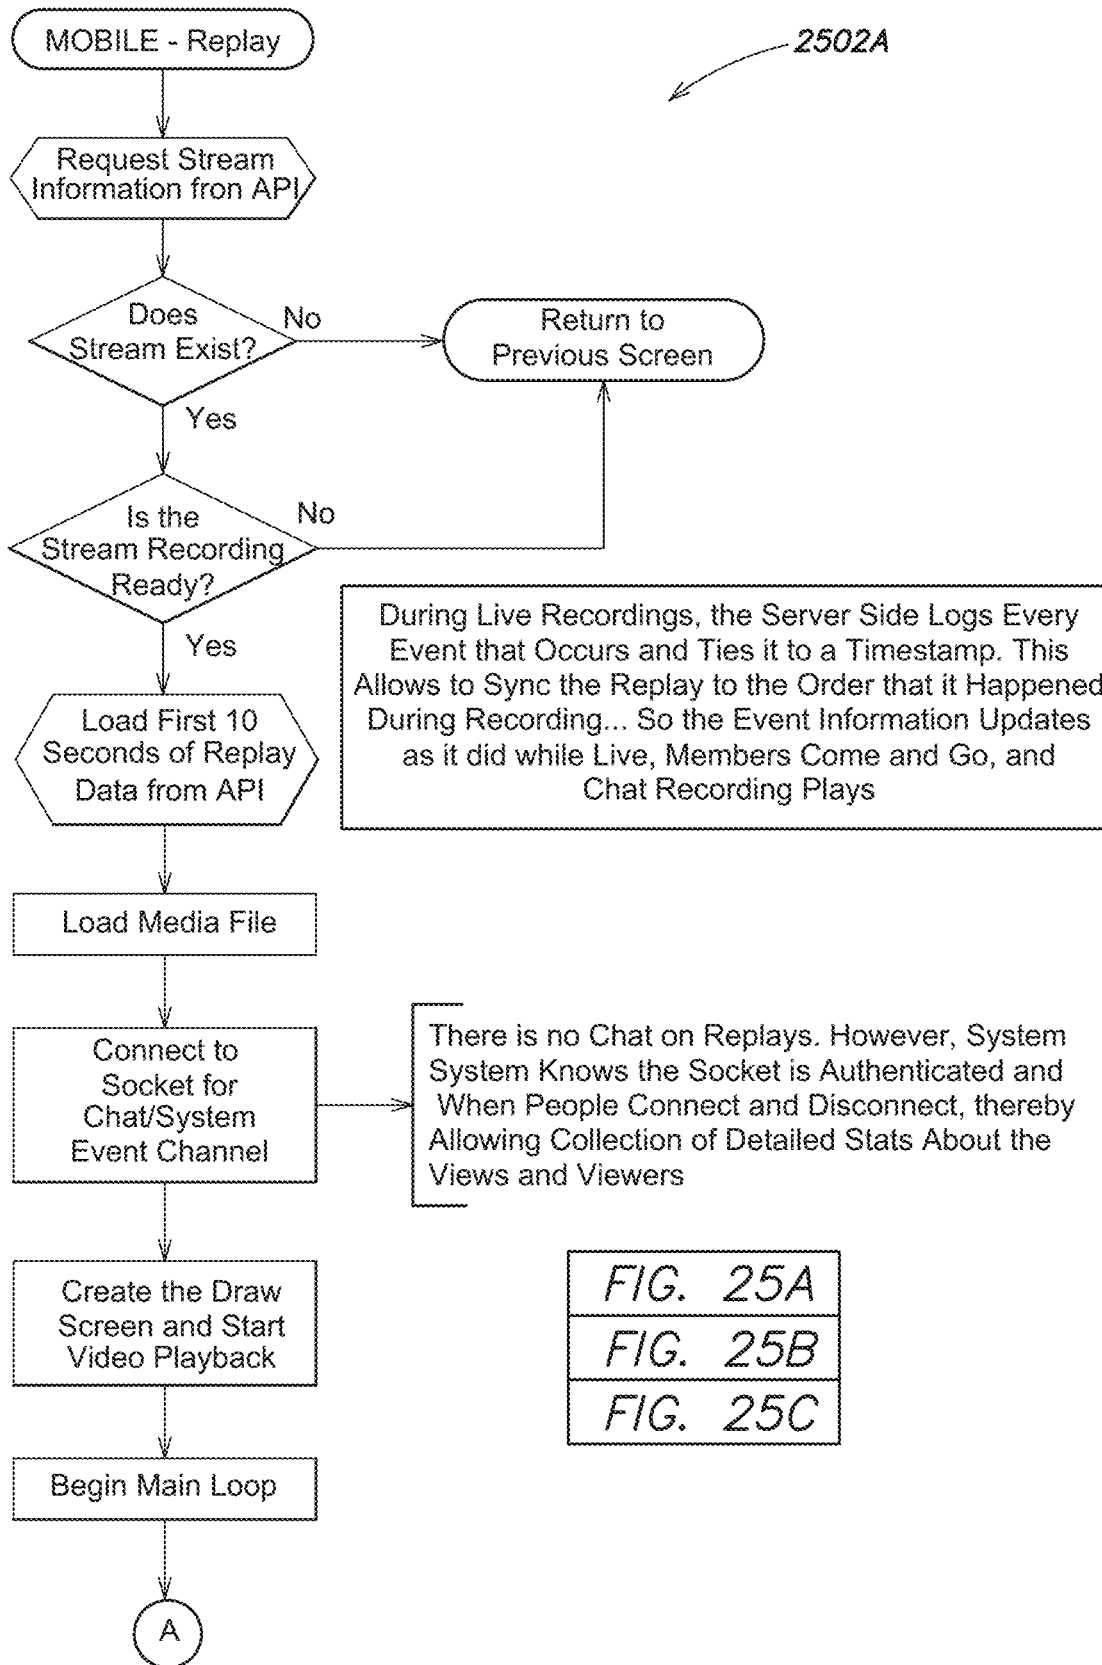 MOBILE - Replay
2502A
Request Stream
Information fron API
Does
Stream Exist?
No
Return to
Previous Screen
Yes
Is the
Stream Recording
Ready?
No
Yes
During Live Recordings, the Server Side Logs Every
Event that Occurs and Ties it to a Timestamp. This
Allows to Sync the Replay to the Order that it Happened
During Recording... So the Event Information Updates
as it did while Live, Members Come and Go, and
Chat Recording Plays
Load First 10
Seconds of Replay
Data from API
Load Media File
Connect to
Socket for
Chat/System
Event Channel
There is no Chat on Replays. However, System
System Knows the Socket is Authenticated and
When People Connect and Disconnect, thereby
Allowing Collection of Detailed Stats About the
Views and Viewers
Create the Draw
Screen and Start
Video Playback
FIG. 25A
FIG. 25B
FIG. 25C
Begin Main Loop
A